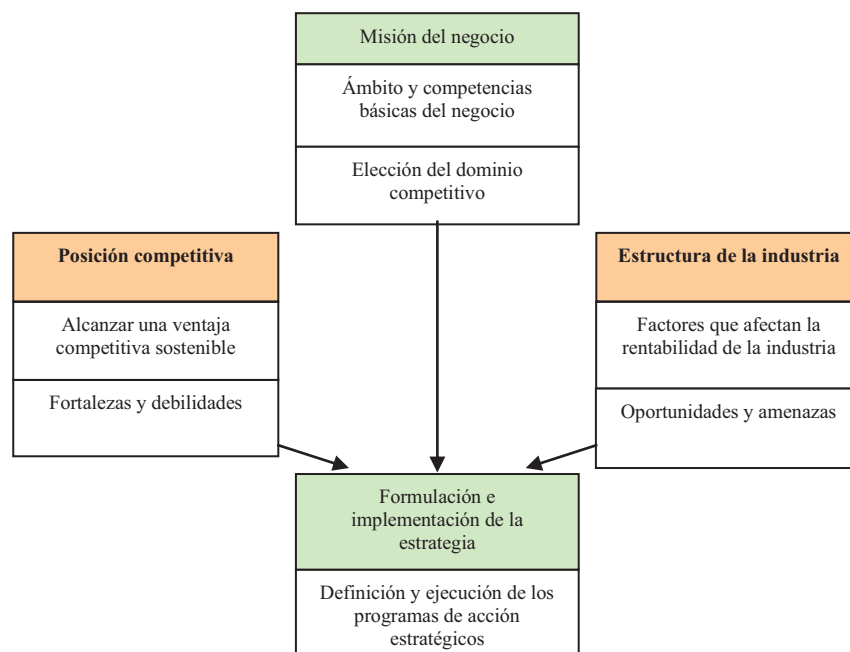 Misión del negocio
Ámbito y competencias
básicas del negocio
Elección del dominio
competitivo
Posición competitiva
Alcanzar una ventaja
competitiva sostenible
Fortalezas y debilidades
Estructura de la industria
Factores que afectan la
rentabilidad de la industria
Oportunidades y amenazas
Formulación e
implementación de la
estrategia
Definición y ejecución de los
programas de acción
estratégicos